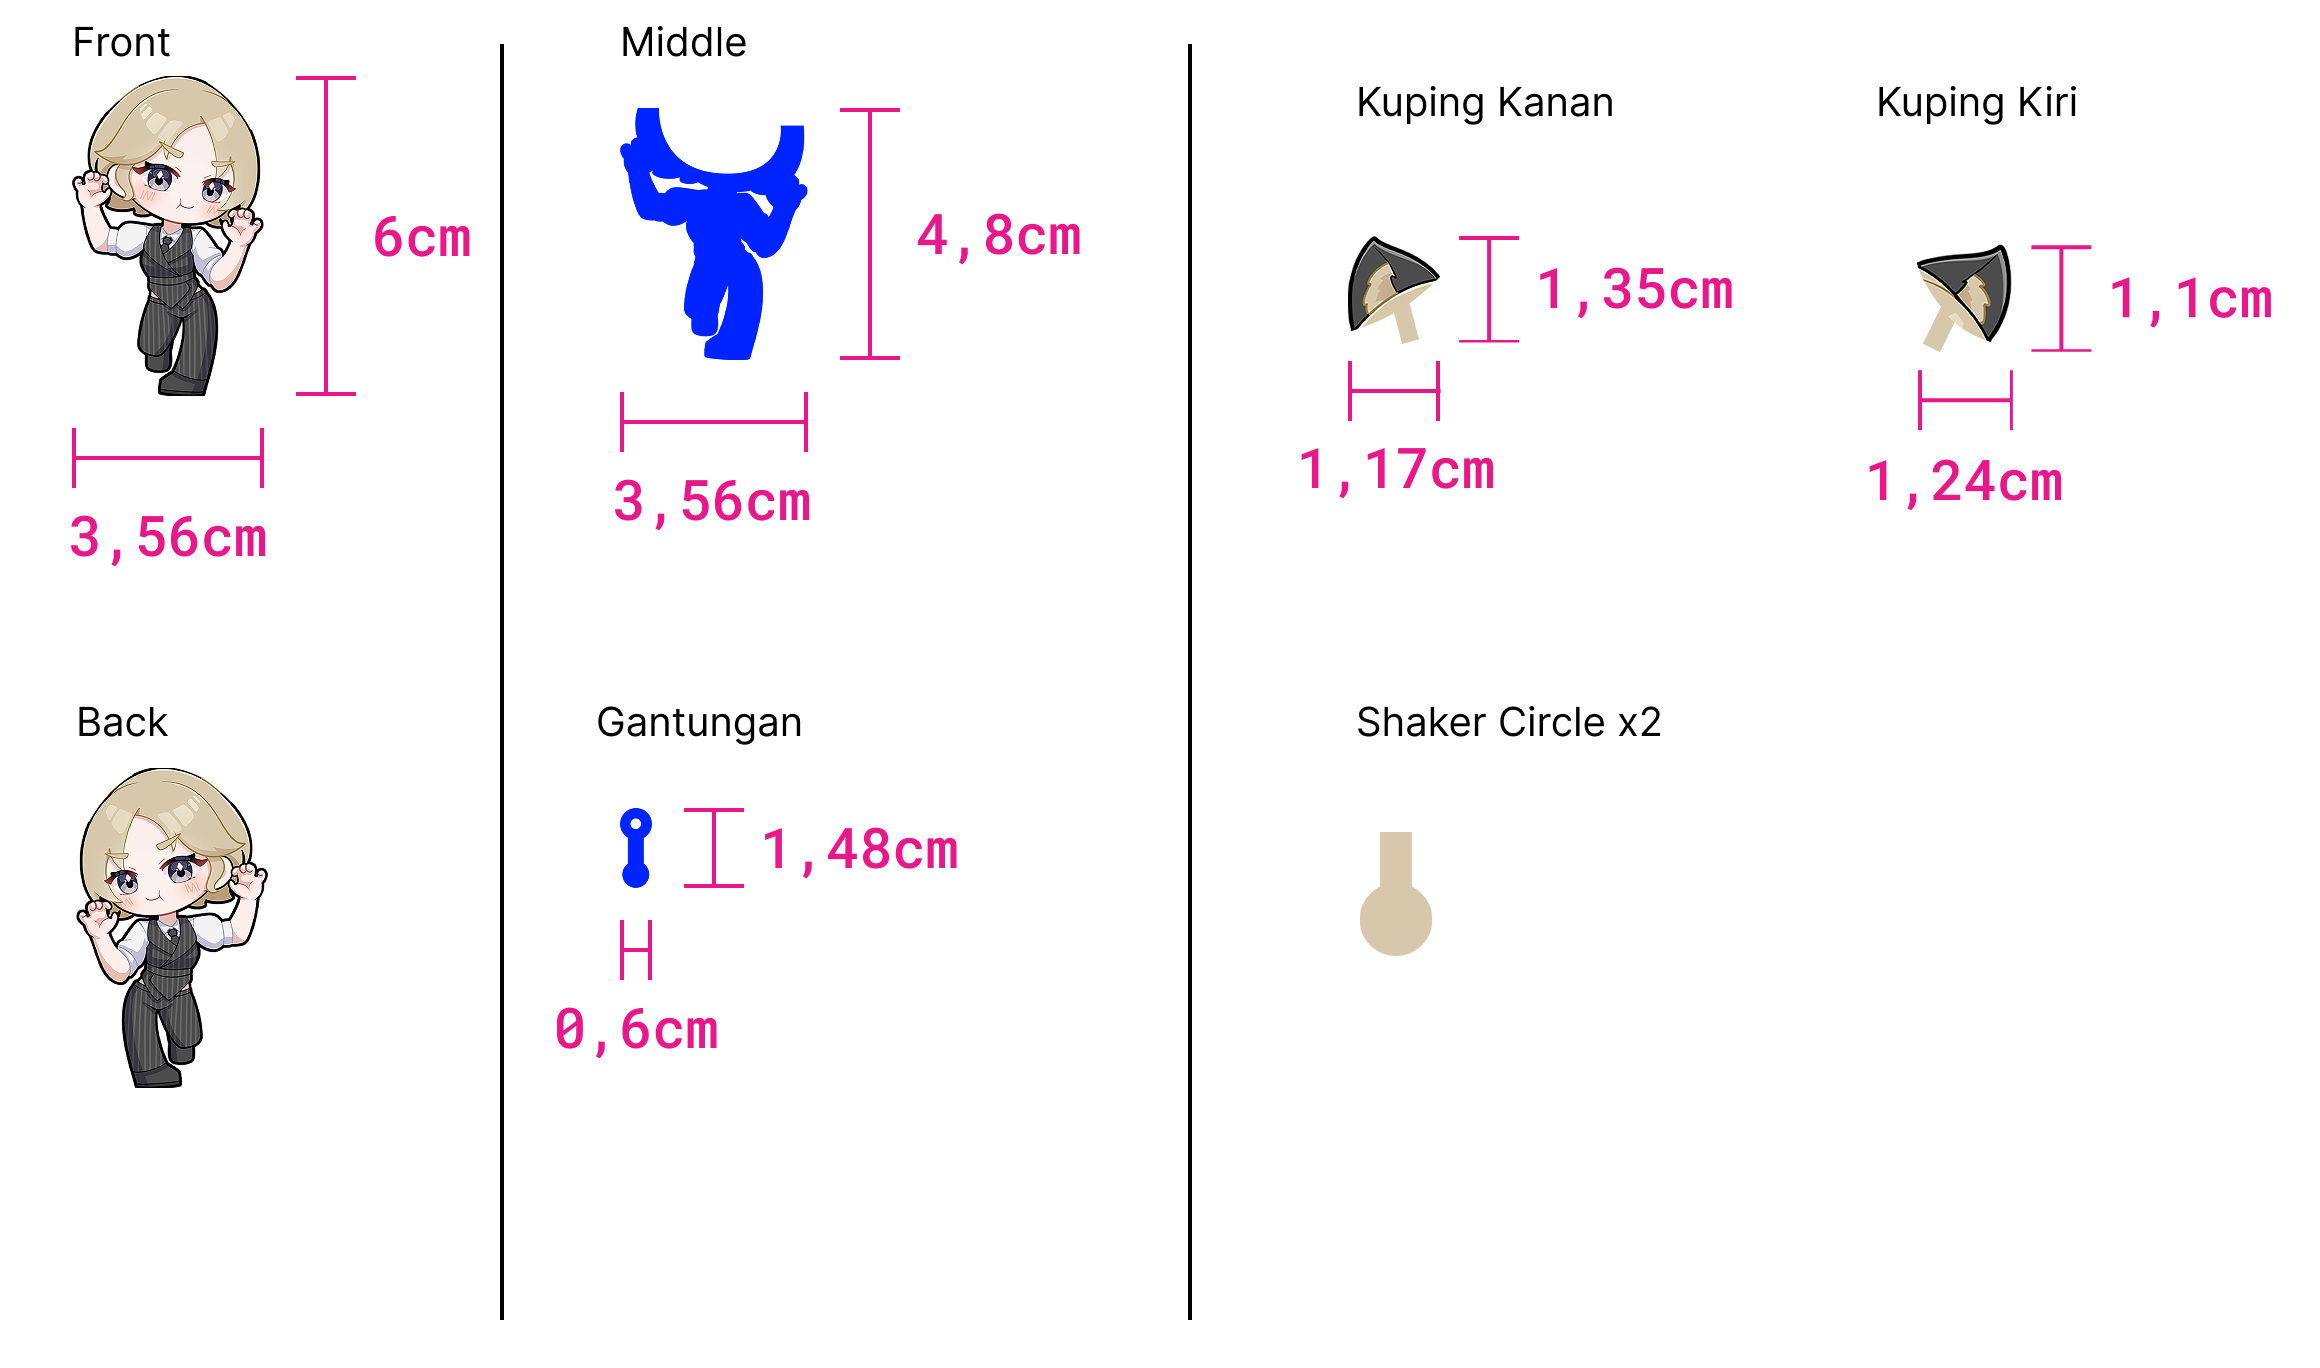 Front
6cm
3,56cm
Back
Middle
4,8cm
3,56cm
Gantungan
1,48cm
0,6cm
Kuping Kanan
1,35cm
1,17cm
Kuping Kiri
1,1cm
1,24cm
Shaker Circle x2